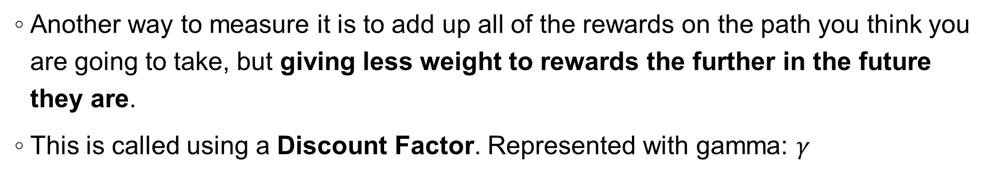 ◦ Another way to measure it is to add up all of the rewards on the path you think you
are going to take, but giving less weight to rewards the further in the future
they are.
◦ This is called using a Discount Factor. Represented with gamma: γ